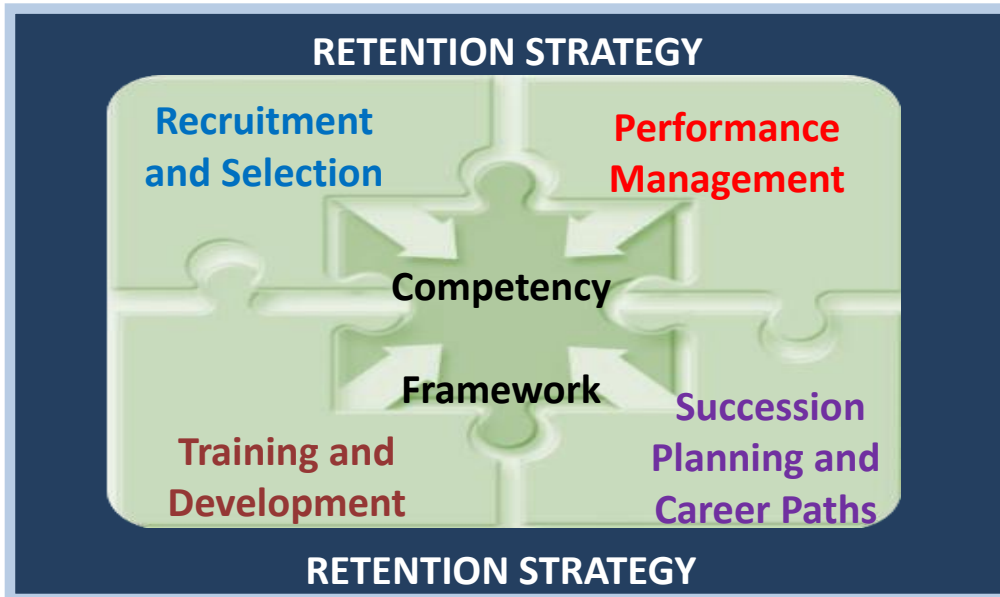 RETENTION STRATEGY
Recruitment
and Selection
Performance
Management
Competency
Framework
Training and
Development
Succession
Planning and
Career Paths
RETENTION STRATEGY